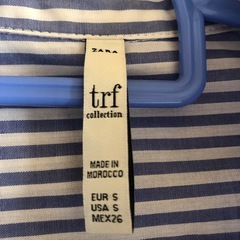 ZARA
trf
collection
MADE IN
MOROCCO
EUR S
USA S
MEX26